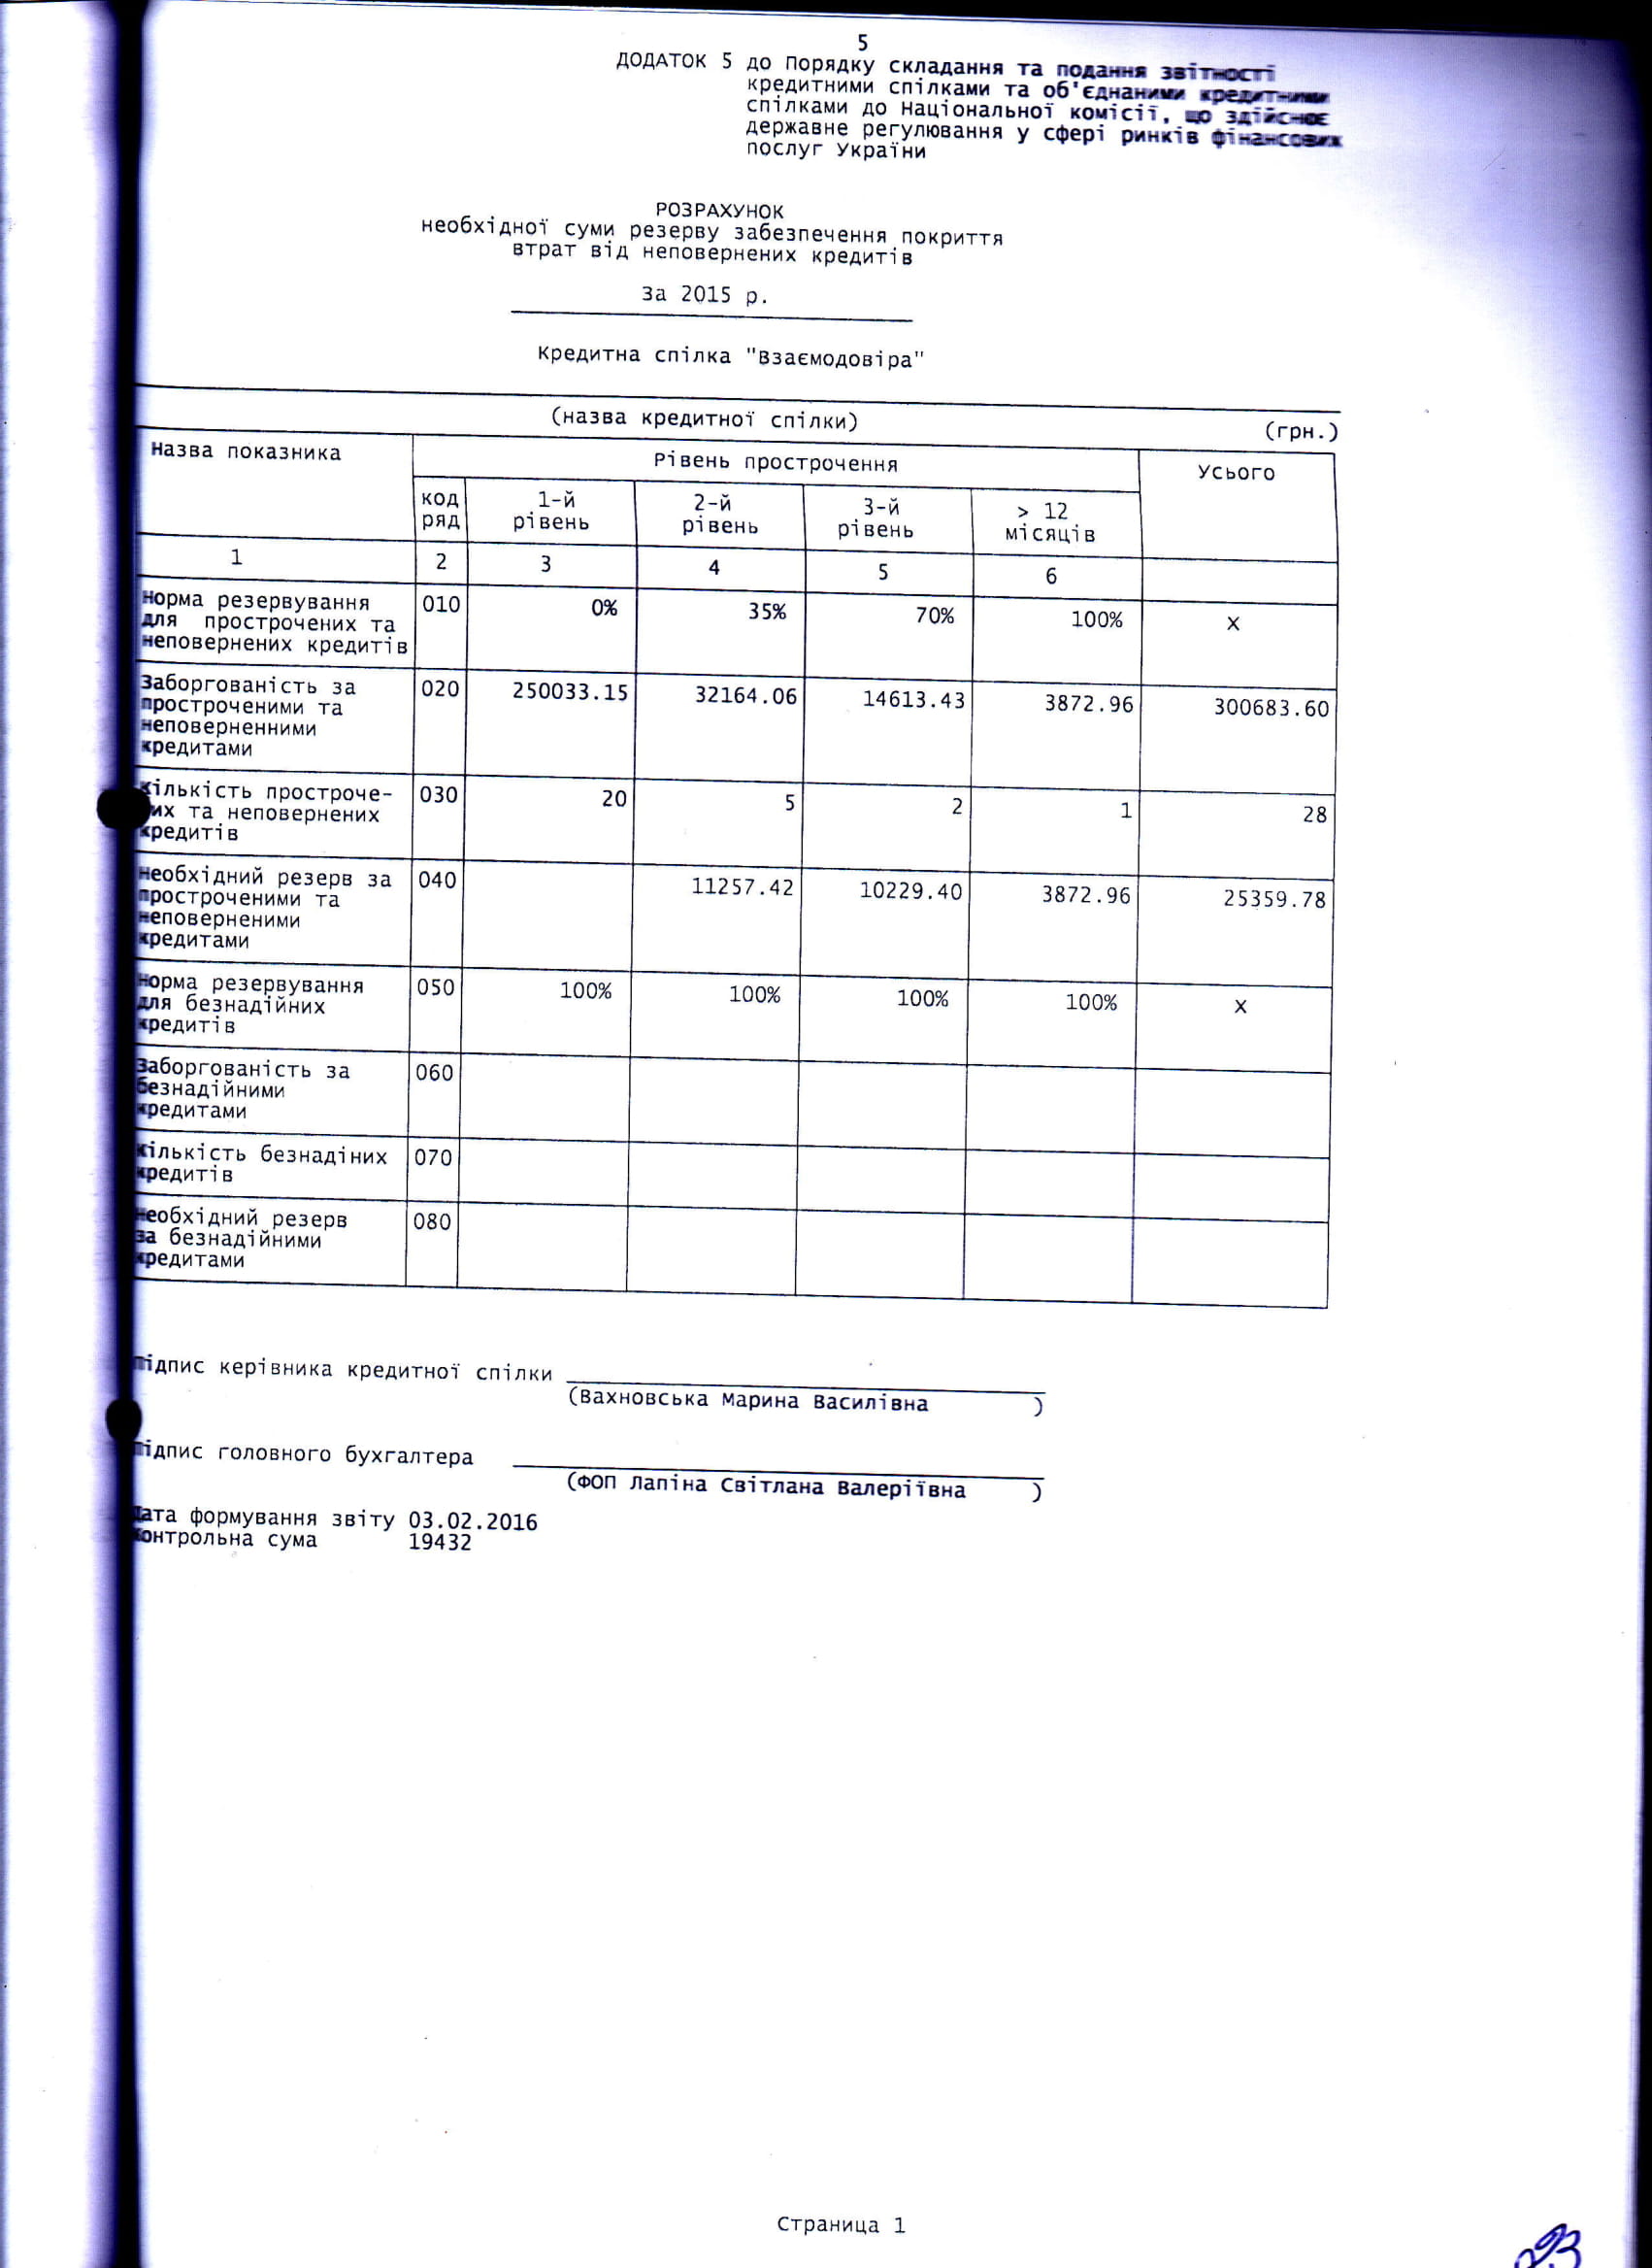 5
ДОДАТОК 5 до Порядку складання та подання звітності
кредитними спілками та об'єднаними кредитними
спілками до Національної комісії, що здійснює
державне регулювання у сфері ринків фінансових
послуг України
РОЗРАХУНОК
необхідної суми резерву забезпечення покриття
втрат від неповернених кредитів
За 2015 р.
Кредитна спілка "Взаємодовіра"
(назва кредитної спілки) (грн.)
Назва показника Рівень прострочення Усього
код 1-й 2-й 3-й > 12
ряд рівень рівень рівень місяців
1 2 3 4 5 6
Норма резервування 010 0% 35% 70% 100% X
для прострочених та
неповернених кредитів
Заборгованість за 020 250033.15 32164.06 14613.43 3872.96 300683.60
простроченими та
неповерненними
кредитами
Кількість простроче- 030 20 5 2 1 28
них та неповернених
кредитів
Необхідний резерв за 040 11257.42 10229.40 3872.96 25359.78
простроченими та
неповерненими
кредитами
Норма резервування 050 100% 100% 100% 100% X
для безнадійних
кредитів
Заборгованість за 060
безнадійними
кредитами
Кількість безнадіних 070
кредитів
Необхідний резерв 080
за безнадійними
кредитами
Підпис керівника кредитної спілки
(Вахновська Марина Василівна )
Підпис головного бухгалтера
(ФОП Лапіна Світлана Валеріївна )
Дата формування звіту 03.02.2016
Контрольна сума 19432
Страница 1